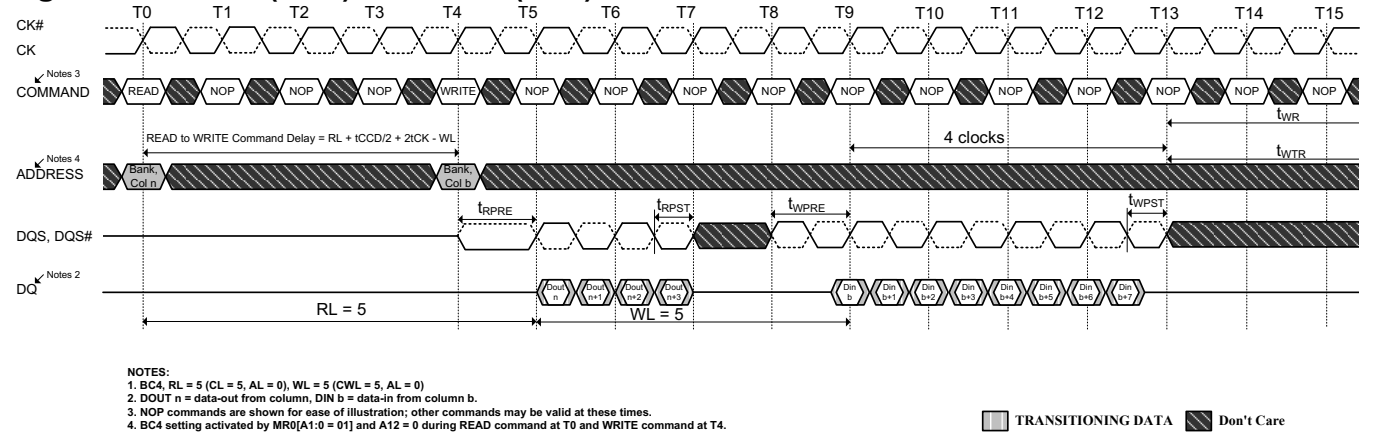 T0 T1 T2 T3 T4 T5 T6 T7 T8 T9 T10 T11 T12 T13 T14 T15
CK#
CK
Notes 3
COMMAND READ NOP NOP NOP WRITE NOP NOP NOP NOP NOP NOP NOP NOP NOP NOP NOP
tWR
READ to WRITE Command Delay = RL + tCCD/2 + 2tCK - WL
4 clocks
tWTR
Notes 4
ADDRESS
Bank, Col n
Bank, Col b
tRPRE tRPST tWPRE tWPST
DQS, DQS#
Notes 2
DQ
Dout n
Dout n+1
Dout n+2
Dout n+3
Din b
Din b+1
Din b+2
Din b+3
Din b+4
Din b+5
Din b+6
Din b+7
RL = 5
WL = 5
NOTES:
1. BC4, RL = 5 (CL = 5, AL = 0), WL = 5 (CWL = 5, AL = 0)
2. DOUT n = data-out from column, DIN b = data-in from column b.
3. NOP commands are shown for ease of illustration; other commands may be valid at these times.
4. BC4 setting activated by MR0[A1:0 = 01] and A12 = 0 during READ command at T0 and WRITE command at T4.
TRANSITIONING DATA Don't Care